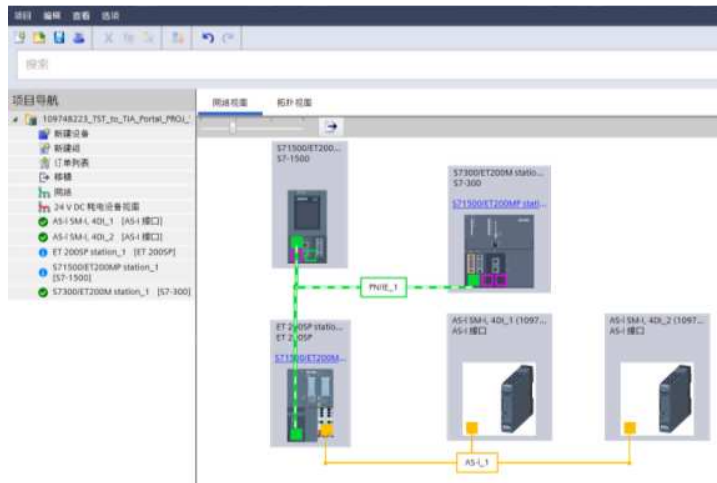 项目 编辑 查看 选项
搜索
项目导航
109748223_TST_to_TIA_Portal_PROJ_
新建设备
新建组
订单列表
移植
网络
24 V DC 耗电设备视图
AS-i SM-I, 4DI_1 [AS-I 接口]
AS-i SM-I, 4DI_2 [AS-I 接口]
ET 200SP station_1 [ET 200SP]
S71500/ET200MP station_1
[S7-1500]
S7300/ET200M station_1 [S7-300]
网络视图 拓扑视图
S71500/ET200...
S7-1500
S7300/ET200M statio...
S7-300
S71500/ET200MP stati...
PN/IE_1
ET 200SP statio...
ET 200SP
S71500/ET200M...
AS-i SM-I, 4DI_1 (1097...
AS-i 接口
AS-i SM-I, 4DI_2 (1097...
AS-i 接口
AS-i_1